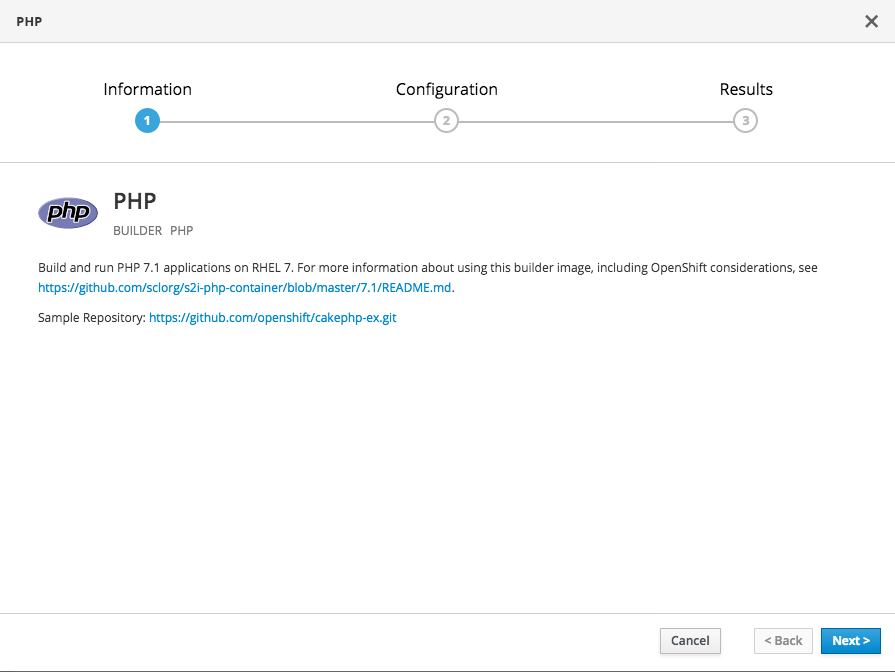 PHP
Information
Configuration
Results
1
2
3
php
PHP
BUILDER PHP
Build and run PHP 7.1 applications on RHEL 7. For more information about using this builder image, including OpenShift considerations, see
https://github.com/sclorg/s2i-php-container/blob/master/7.1/README.md.
Sample Repository: https://github.com/openshift/cakephp-ex.git
Cancel
< Back
Next >